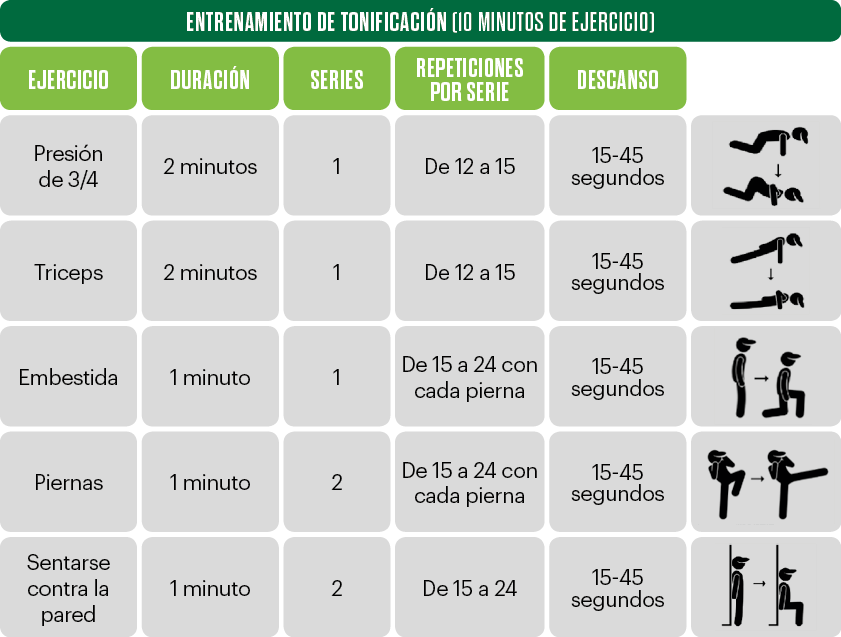 ENTRENAMIENTO DE TONIFICACIÓN (10 MINUTOS DE EJERCICIO)
EJERCICIO
DURACIÓN
SERIES
REPETICIONES
POR SERIE
DESCANSO
Presión
de 3/4
2 minutos
1
De 12 a 15
15-45
segundos
Triceps
2 minutos
1
De 12 a 15
15-45
segundos
Embestida
1 minuto
1
De 15 a 24 con
cada pierna
15-45
segundos
Piernas
1 minuto
2
De 15 a 24 con
cada pierna
15-45
segundos
Sentarse
contra la
pared
1 minuto
2
De 15 a 24
15-45
segundos